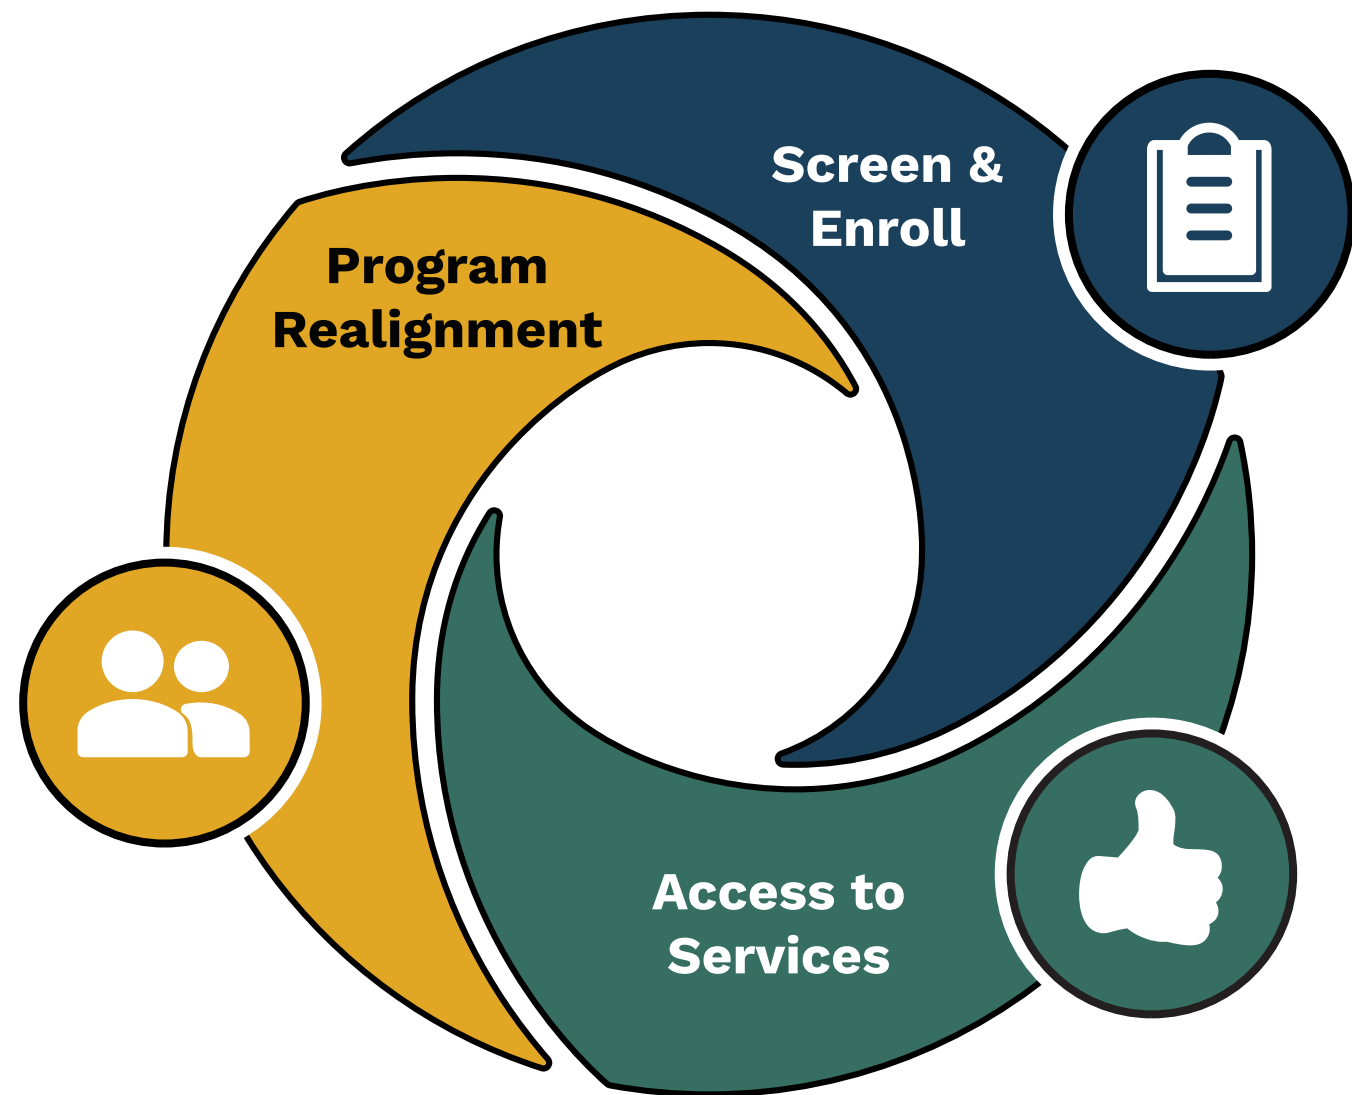 Screen &
Enroll
Program
Realignment
Access to
Services